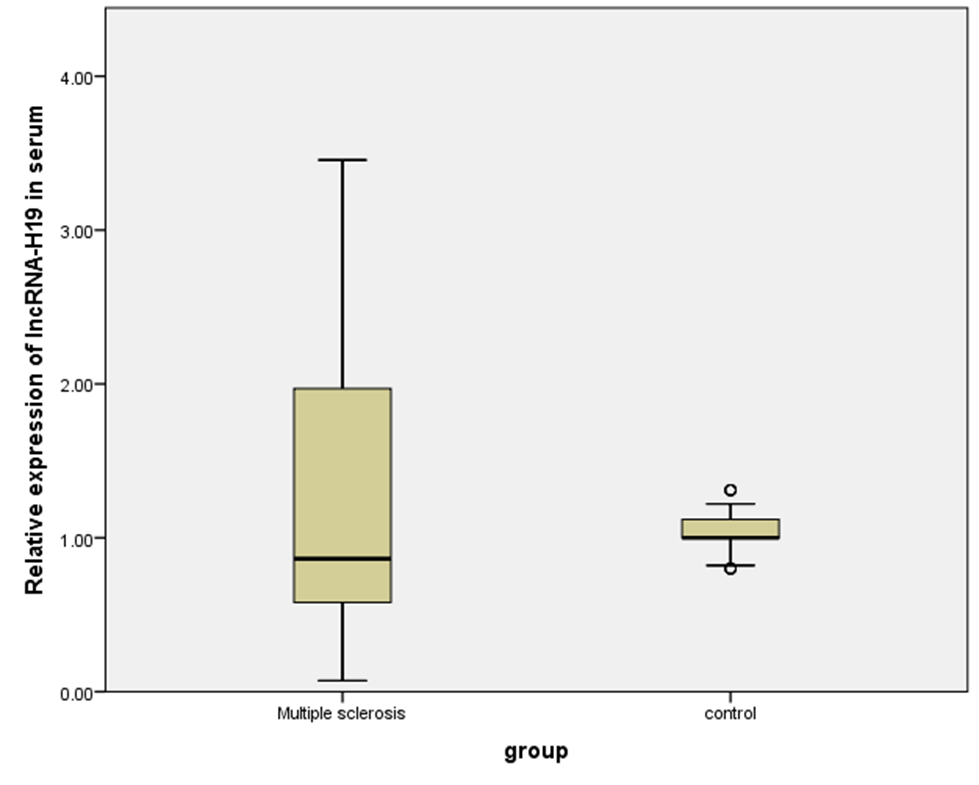 Relative expression of lncRNA-H19 in serum
4.00
3.00
2.00
1.00
0.00
Multiple sclerosis
control
group